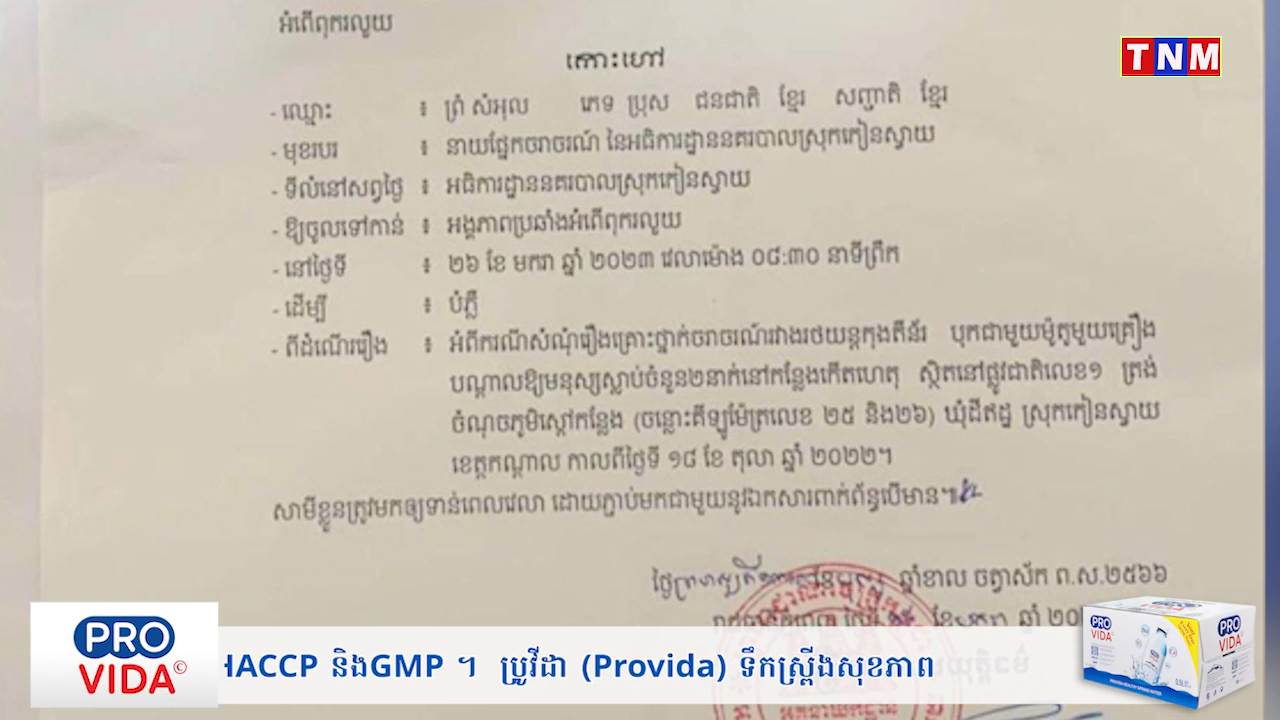 អំពើពុករលួយ
TNM
កោះហៅ
- ឈ្មោះ ៖ ព្រំ សំអុល ភេទ ប្រុស ជនជាតិ ខ្មែរ សញ្ជាតិ ខ្មែរ
- មុខរបរ ៖ នាយផ្នែកចរាចរណ៍ នៃអធិការដ្ឋាននគរបាលស្រុកកៀនស្វាយ
- ទីលំនៅសព្វថ្ងៃ ៖ អធិការដ្ឋាននគរបាលស្រុកកៀនស្វាយ
- ឱ្យចូលទៅកាន់ ៖ អង្គភាពប្រឆាំងអំពើពុករលួយ
- នៅថ្ងៃទី ៖ ២៦ ខែ មករា ឆ្នាំ ២០២៣ វេលាម៉ោង ០៨:៣០ នាទីព្រឹក
- ដើម្បី ៖ បំភ្លឺ
- ពីដំណើររឿង ៖ អំពីករណីសំណុំរឿងគ្រោះថ្នាក់ចរាចរណ៍រវាងរថយន្តកុងតឺន័រ បុកជាមួយម៉ូតូមួយគ្រឿង
បណ្តាលឱ្យមនុស្សស្លាប់ចំនួន២នាក់នៅកន្លែងកើតហេតុ ស្ថិតនៅផ្លូវជាតិលេខ១ ត្រង់
ចំណុចភូមិស្តៅកន្លែង (ចន្លោះគីឡូម៉ែត្រលេខ ២៥ និង២៦) ឃុំដីឥដ្ឋ ស្រុកកៀនស្វាយ
ខេត្តកណ្តាល កាលពីថ្ងៃទី ១៨ ខែ តុលា ឆ្នាំ ២០២២។
សាមីខ្លួនត្រូវមកឲ្យទាន់ពេលវេលា ដោយភ្ជាប់មកជាមួយនូវឯកសារពាក់ព័ន្ធបើមាន៕
ថ្ងៃ ឆ្នាំខាល ចត្វាស័ក ព.ស.២៥៦៦
PRO VIDA©
HACCP និងGMP ។ ប្រូវីដា (Provida) ទឹកស្រ្ពីងសុខភាព
PRO VIDA